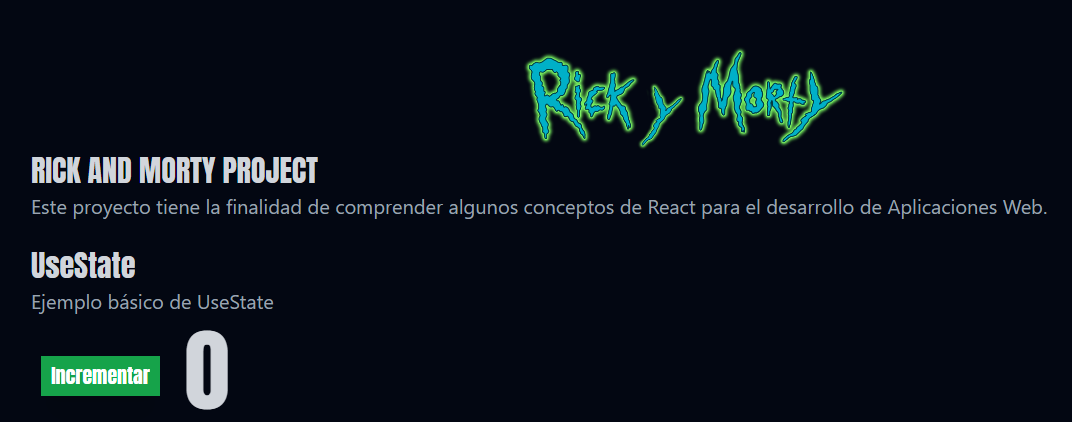 Rick y Morty
RICK AND MORTY PROJECT
Este proyecto tiene la finalidad de comprender algunos conceptos de React para el desarrollo de Aplicaciones Web.
UseState
Ejemplo básico de UseState
Incrementar 0